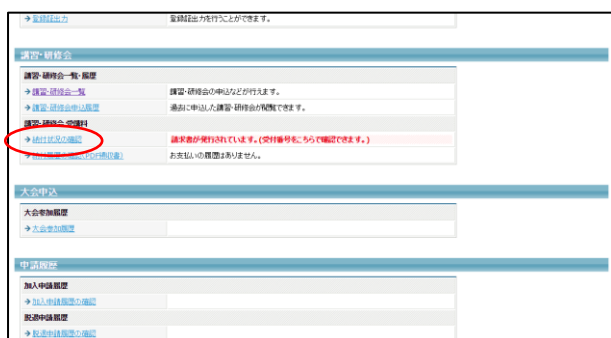 →登録証出力 登録証出力を行うことができます。
講習・研修会
講習・研修会一覧・履歴
→講習・研修会一覧 講習・研修会の申込などが行えます。
→講習・研修会申込履歴 過去に申込した講習・研修会が閲覧できます。
講習・研修会 受講料
→納付状況の確認 請求書が発行されています。(受付番号をこちらで確認できます。)
→納付履歴の確認(PDF領収書) お支払いの履歴はありません。
大会申込
大会参加履歴
→大会参加履歴
申請履歴
加入申請履歴
→加入申請履歴の確認
脱退申請履歴
→脱退申請履歴の確認